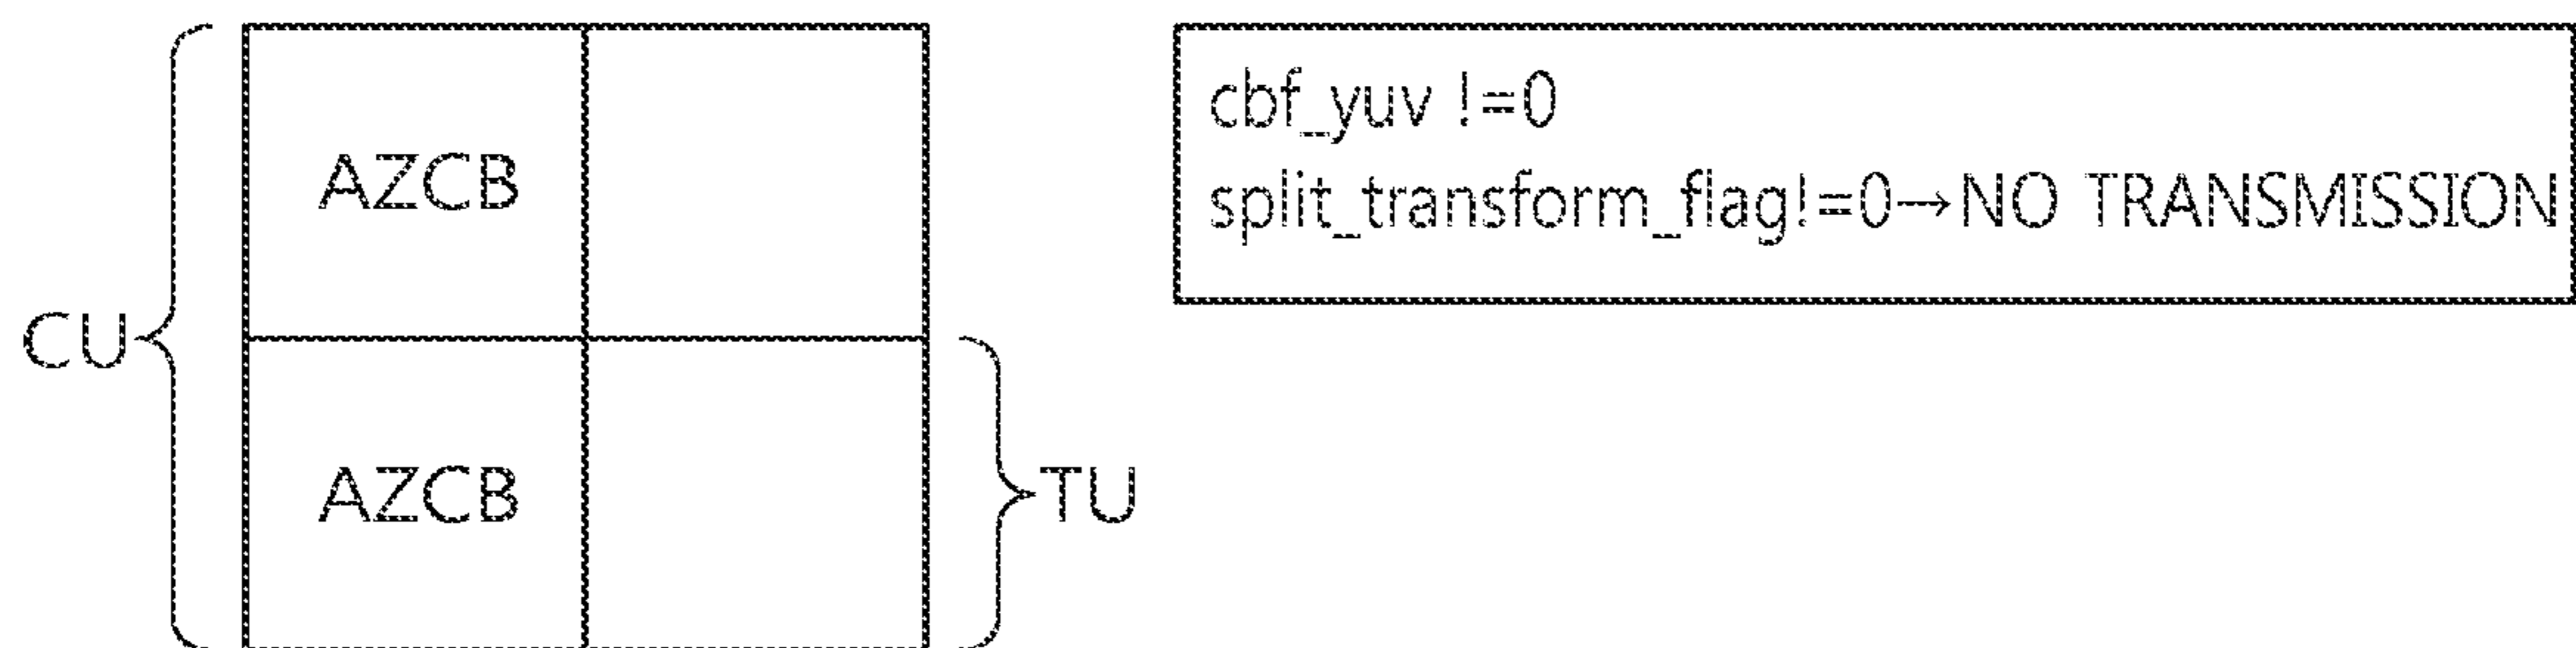 cbf_yuv !=0
AZCB
split_transform_flag!=0→NO TRANSMISSION
CU
AZCB
TU